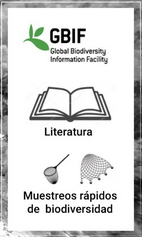 GBIF
Global Biodiversity
Information Facility
Literatura
Muestreos rápidos
de biodiversidad